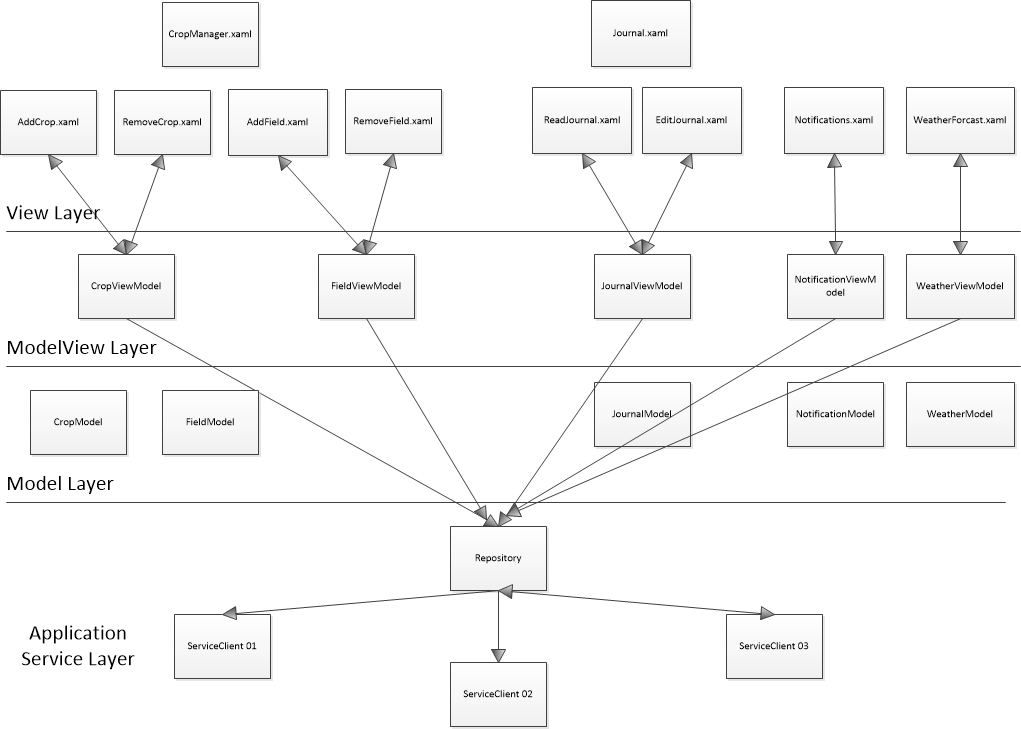 CropManager.xaml
Journal.xaml
AddCrop.xaml
RemoveCrop.xaml
AddField.xaml
RemoveField.xaml
ReadJournal.xaml
EditJournal.xaml
Notifications.xaml
WeatherForcast.xaml
View Layer
CropViewModel
FieldViewModel
JournalViewModel
NotificationViewM
odel
WeatherViewModel
ModelView Layer
CropModel
FieldModel
JournalModel
NotificationModel
WeatherModel
Model Layer
Repository
Application
Service Layer
ServiceClient 01
ServiceClient 02
ServiceClient 03